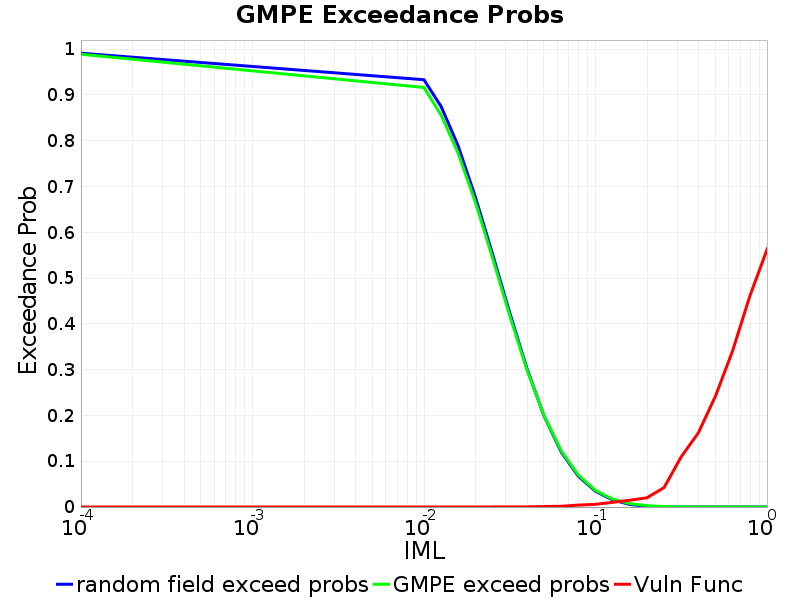 GMPE Exceedance Probs
Exceedance Prob
1
0.9
0.8
0.7
0.6
0.5
0.4
0.3
0.2
0.1
0
10^-4 10^-3 10^-2 10^-1 10^0
IML
random field exceed probs GMPE exceed probs Vuln Func